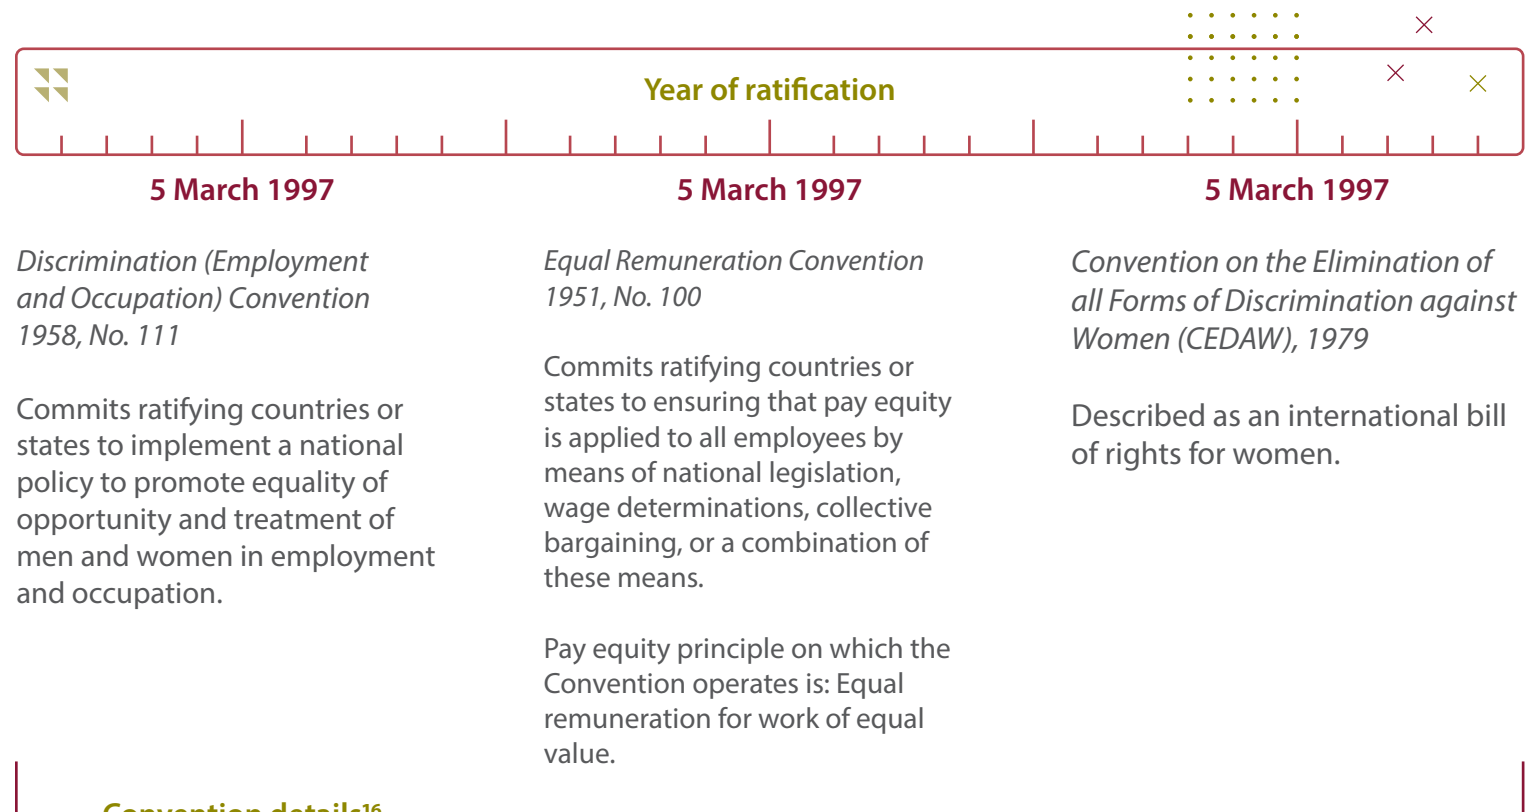 Year of ratification
5 March 1997
Discrimination (Employment
and Occupation) Convention
1958, No. 111
Commits ratifying countries or
states to implement a national
policy to promote equality of
opportunity and treatment of
men and women in employment
and occupation.
5 March 1997
Equal Remuneration Convention
1951, No. 100
Commits ratifying countries or
states to ensuring that pay equity
is applied to all employees by
means of national legislation,
wage determinations, collective
bargaining, or a combination of
these means.
Pay equity principle on which the
Convention operates is: Equal
remuneration for work of equal
value.
5 March 1997
Convention on the Elimination of
all Forms of Discrimination against
Women (CEDAW), 1979
Described as an international bill
of rights for women.
Convention details16